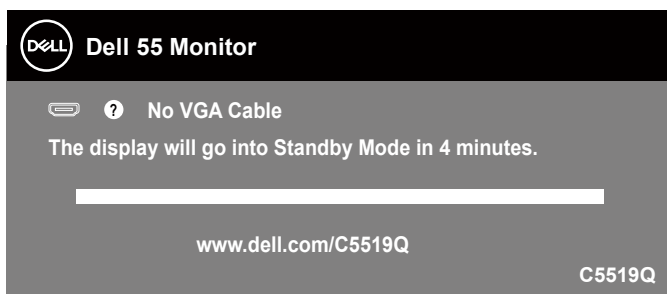 DELL Dell 55 Monitor
? No VGA Cable
The display will go into Standby Mode in 4 minutes.
www.dell.com/C5519Q
C5519Q